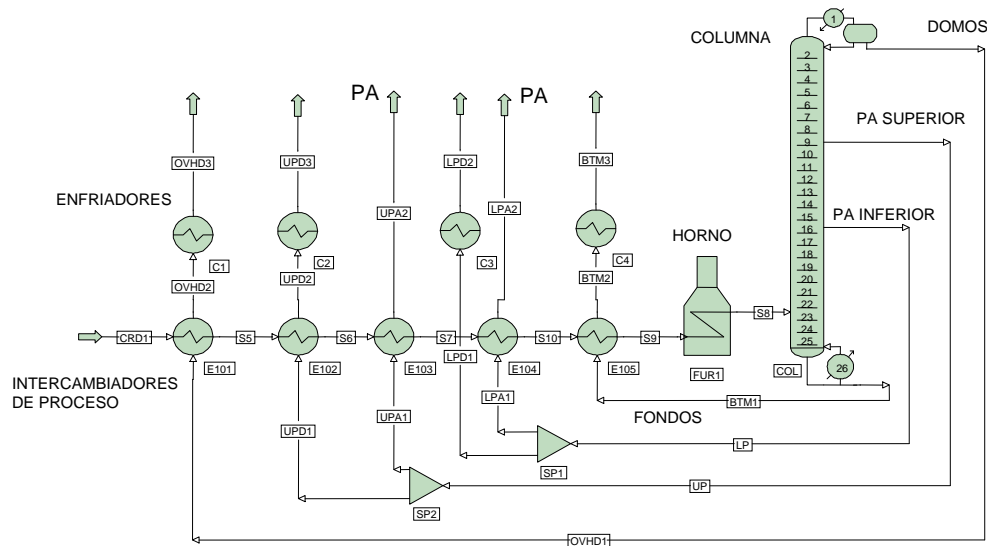 1
DOMOS
COLUMNA
2
3
4
5
6
7
8
9
10
11
12
13
14
15
16
17
18
19
20
21
22
23
24
25
26
COL
PA SUPERIOR
PA INFERIOR
PA
PA
OVHD3
UPD3
UPA2
LPD2
LPA2
BTM3
ENFRIADORES
C1
C2
C3
C4
OVHD2
UPD2
BTM2
HORNO
CRD1
S5
S6
S7
S10
S9
S8
LPD1
E101
E102
E103
E104
E105
FUR1
INTERCAMBIADORES
DE PROCESO
UPD1
UPA1
LPA1
BTM1
FONDOS
LP
SP1
UP
SP2
OVHD1